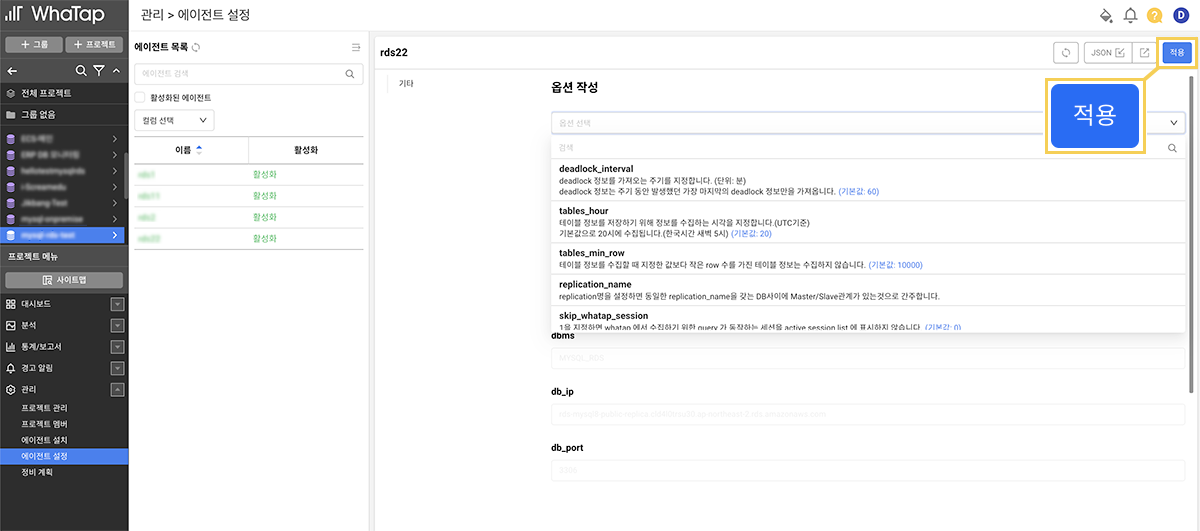 WhaTap
관리 > 에이전트 설정
D
+ 그룹
+ 프로젝트
전체 프로젝트
그룹 없음
프로젝트 메뉴
사이트맵
대시보드
분석
통계/보고서
경고 알림
관리
프로젝트 관리
프로젝트 멤버
에이전트 설치
에이전트 설정
정비 계획
에이전트 목록
에이전트 검색
활성화된 에이전트
컬럼 선택
이름
활성화
활성화
활성화
활성화
활성화
rds22
JSON
적용
적용
기타
옵션 작성
옵션 선택
검색
deadlock_interval
deadlock 정보를 가져오는 주기를 지정합니다. (단위: 분)
deadlock 정보는 주기 동안 발생했던 가장 마지막의 deadlock 정보만을 가져옵니다. (기본값: 60)
tables_hour
테이블 정보를 저장하기 위해 정보를 수집하는 시각을 지정합니다.(UTC기준)
기본값으로 20시에 수집됩니다.(한국시간 새벽 5시) (기본값: 20)
tables_min_row
테이블 정보를 수집할 때 지정한 값보다 작은 row 수를 가진 테이블 정보는 수집하지 않습니다. (기본값: 10000)
replication_name
replication명을 설정하면 동일한 replication_name을 갖는 DB사이에 Master/Slave관계가 있는것으로 간주합니다.
skip_whatap_session
1을 지정하면 whatap 에서 수집하기 위한 query 가 동작하는 세션을 active session list 에 표시하지 않습니다. (기본값: 0)
dbms
MYSQL_RDS
db_ip
db_port
3306